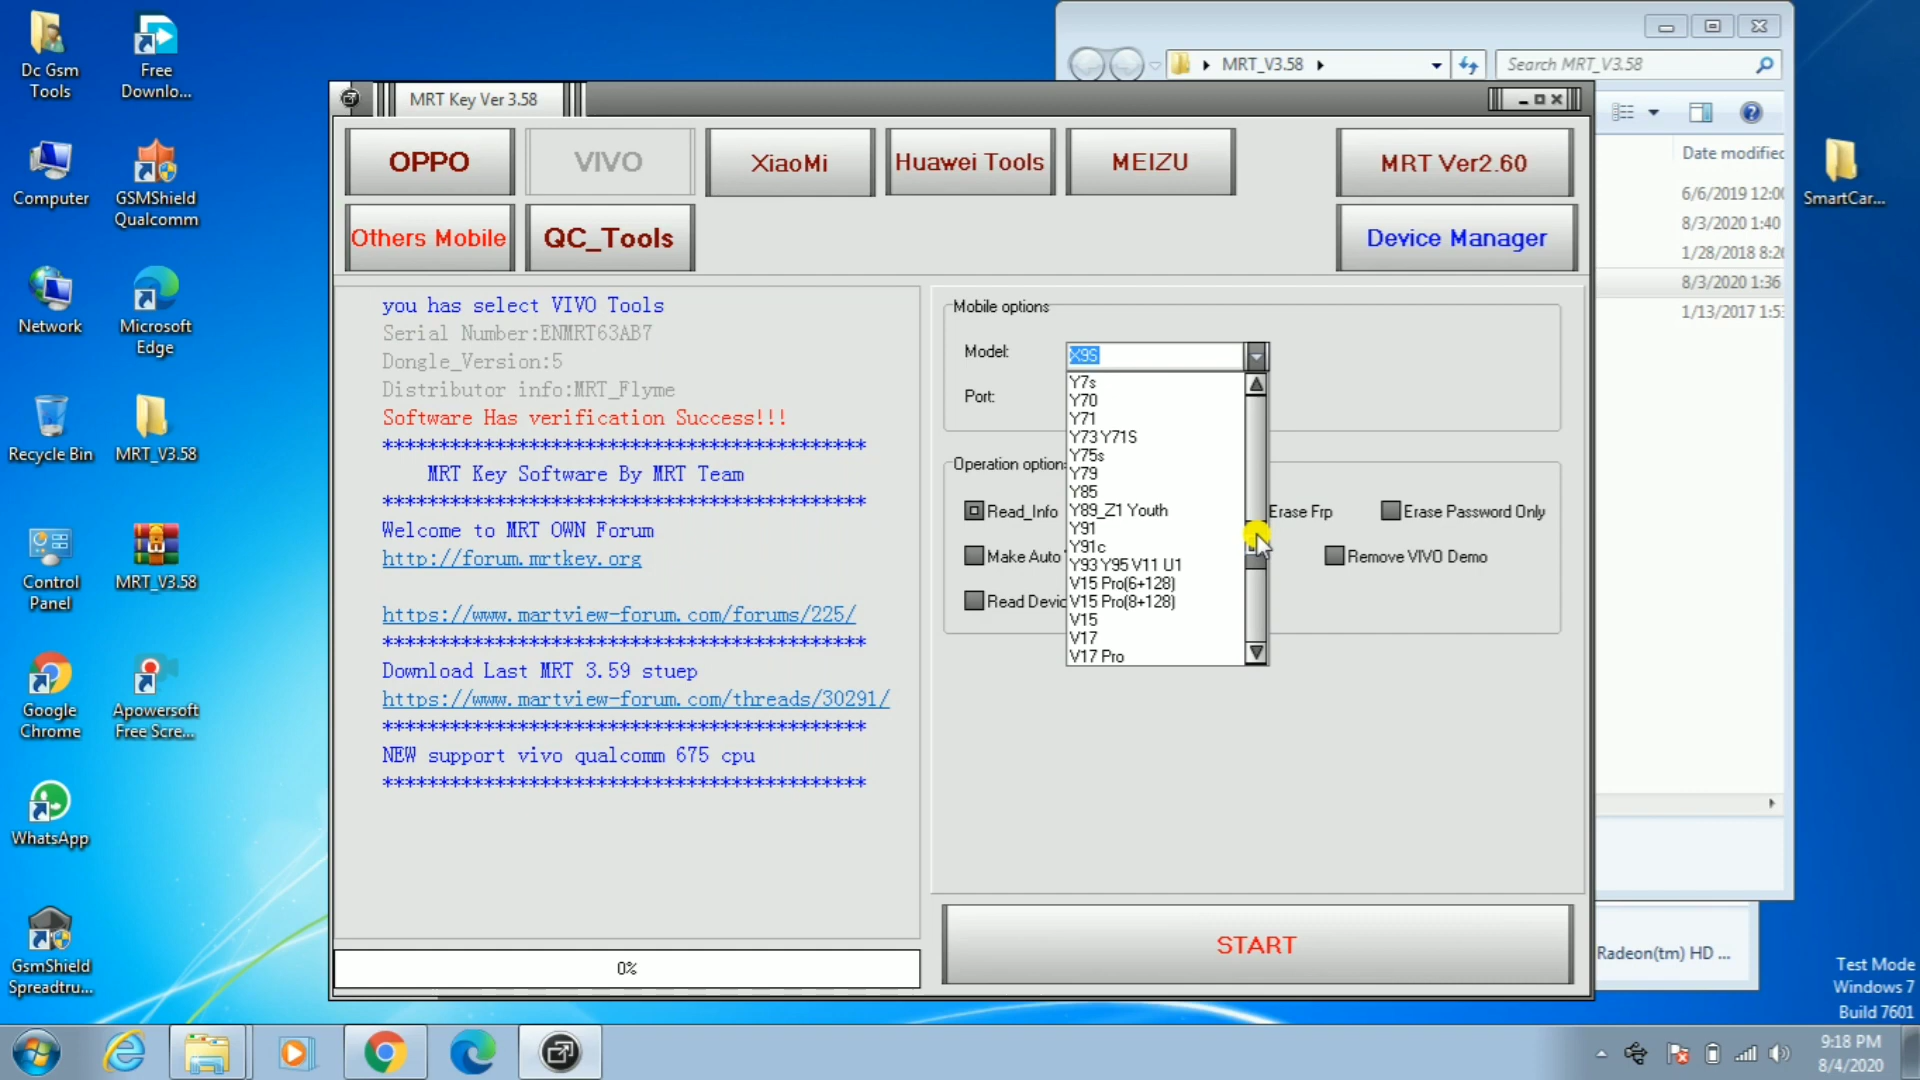 Dc Gsm
Tools
Free
Downlo...
Computer
GSMShield
Qualcomm
Network
Microsoft
Edge
Recycle Bin
MRT_V3.58
Control
Panel
MRT_V3.58
Google
Chrome
Apowersoft
Free Scre...
WhatsApp
GsmShield
Spreadtru...
MRT_V3.58
Search MRT_V3.58
Date modified
6/6/2019 12:00
8/3/2020 1:40
1/28/2018 8:26
8/3/2020 1:36
1/13/2017 1:53
SmartCar...
MRT Key Ver 3.58
OPPO
VIVO
XiaoMi
Huawei Tools
MEIZU
MRT Ver2.60
Others Mobile
QC_Tools
Device Manager
you has select VIVO Tools
Serial Number:ENMRT63AB7
Dongle_Version:5
Distributor info:MRT_Flyme
Software Has verification Success!!!
*******************************************
MRT Key Software By MRT Team
*******************************************
Welcome to MRT OWN Forum
http://forum.mrtkey.org
https://www.martview-forum.com/forums/225/
*******************************************
Download Last MRT 3.59 stuep
https://www.martview-forum.com/threads/30291/
*******************************************
NEW support vivo qualcomm 675 cpu
*******************************************
0%
Mobile options
Model:
X9S
Port:
Y7s
Y70
Y71
Y73 Y71S
Y75s
Y79
Y85
Y89_Z1 Youth
Y91
Y91c
Y93 Y95 V11 U1
V15 Pro(6+128)
V15 Pro(8+128)
V15
V17
V17 Pro
Operation option
Read_Info
Erase Frp
Erase Password Only
Make Auto
Remove VIVO Demo
Read Devic
START
Radeon(tm) HD ...
Test Mode
Windows 7
Build 7601
9:18 PM
8/4/2020